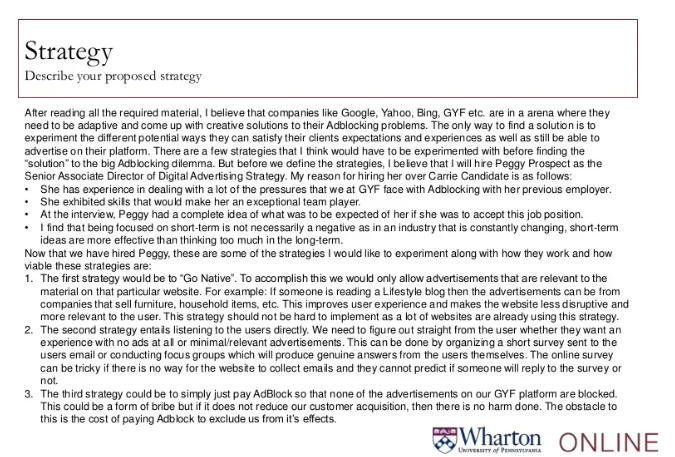 Strategy
Describe your proposed strategy
After reading all the required material, I believe that companies like Google, Yahoo, Bing, GYF etc. are in a arena where they
need to be adaptive and come up with creative solutions to their Adblocking problems. The only way to find a solution is to
experiment the different potential ways they can satisfy their clients expectations and experiences as well as still be able to
advertise on their platform. There are a few strategies that I think would have to be experimented with before finding the
“solution” to the big Adblocking dilemma. But before we define the strategies, I believe that I will hire Peggy Prospect as the
Senior Associate Director of Digital Advertising Strategy. My reason for hiring her over Carrie Candidate is as follows:
• She has experience in dealing with a lot of the pressures that we at GYF face with Adblocking with her previous employer.
• She exhibited skills that would make her an exceptional team player.
• At the interview, Peggy had a complete idea of what was to be expected of her if she was to accept this job position.
• I find that being focused on short-term is not necessarily a negative as in an industry that is constantly changing, short-term
ideas are more effective than thinking too much in the long-term.
Now that we have hired Peggy, these are some of the strategies I would like to experiment along with how they work and how
viable these strategies are:
1. The first strategy would be to “Go Native”. To accomplish this we would only allow advertisements that are relevant to the
material on that particular website. For example: If someone is reading a Lifestyle blog then the advertisements can be from
companies that sell furniture, household items, etc. This improves user experience and makes the website less disruptive and
more relevant to the user. This strategy should not be hard to implement as a lot of websites are already using this strategy.
2. The second strategy entails listening to the users directly. We need to figure out straight from the user whether they want an
experience with no ads at all or minimal/relevant advertisements. This can be done by organizing a short survey sent to the
users email or conducting focus groups which will produce genuine answers from the users themselves. The online survey
can be tricky if there is no way for the website to collect emails and they cannot predict if someone will reply to the survey or
not.
3. The third strategy could be to simply just pay AdBlock so that none of the advertisements on our GYF platform are blocked.
This could be a form of bribe but if it does not reduce our customer acquisition, then there is no harm done. The obstacle to
this is the cost of paying Adblock to exclude us from it’s effects.
Wharton
UNIVERSITY of PENNSYLVANIA
ONLINE